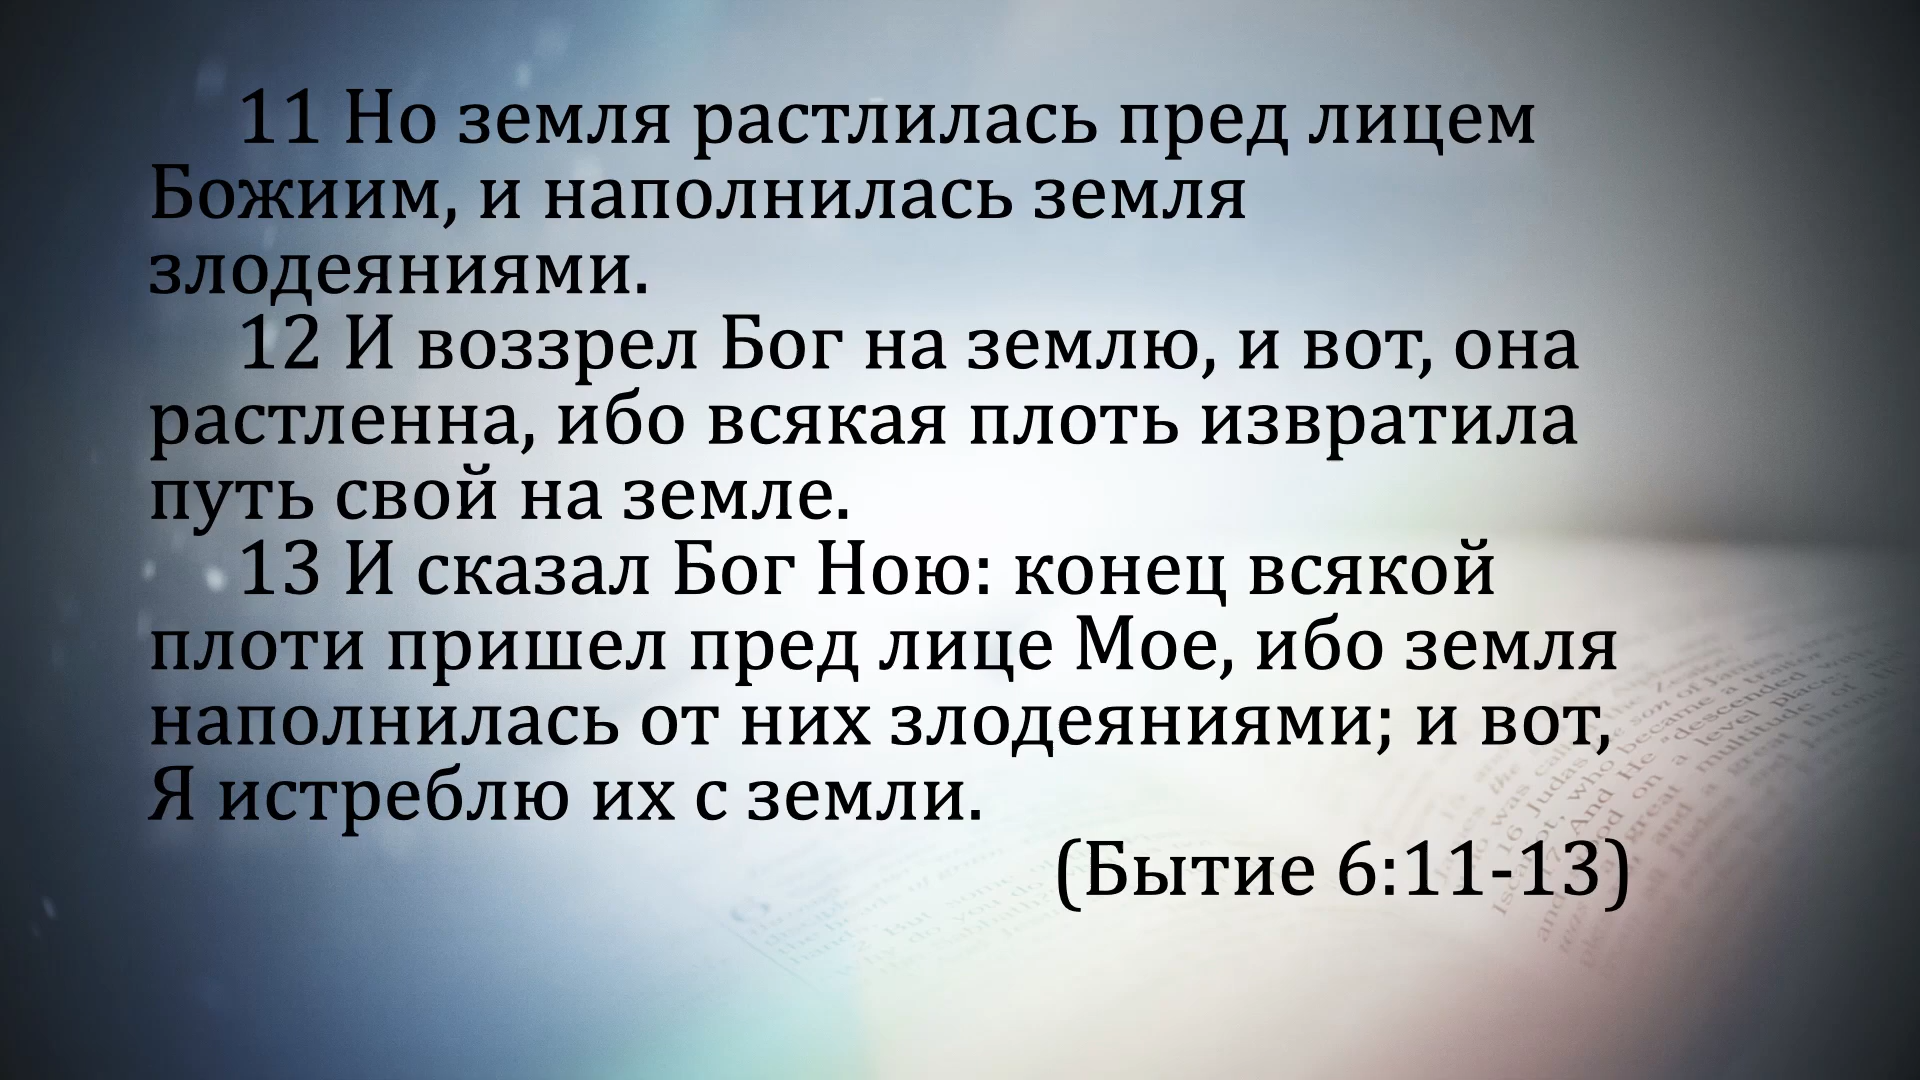 11 Но земля растлилась пред лицем
Божиим, и наполнилась земля
злодеяниями.
12 И воззрел Бог на землю, и вот, она
растленна, ибо всякая плоть извратила
путь свой на земле.
13 И сказал Бог Ною: конец всякой
плоти пришел пред лице Мое, ибо земля
наполнилась от них злодеяниями; и вот,
Я истреблю их с земли.
(Бытие 6:11-13)